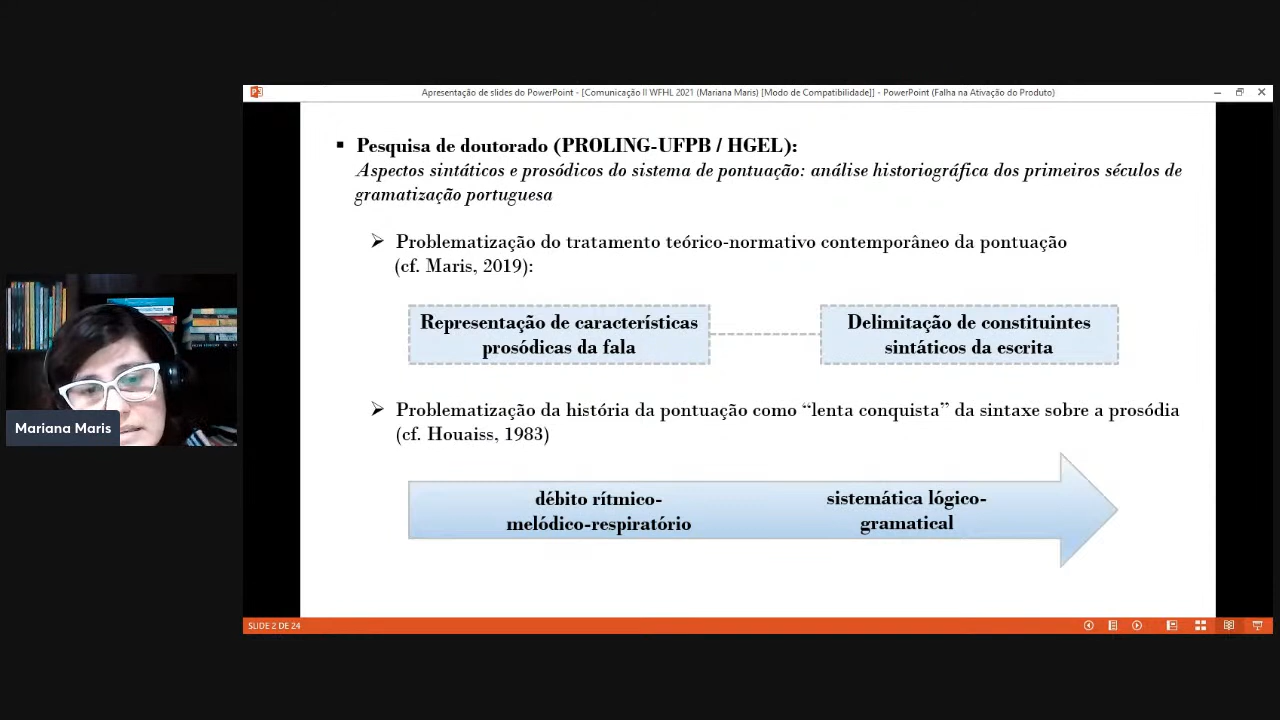 Apresentação de slides do PowerPoint - [Comunicação II WFHL 2021 (Mariana Maris) [Modo de Compatibilidade]] - PowerPoint (Falha na Ativação do Produto)
▪ Pesquisa de doutorado (PROLING-UFPB / HGEL):
Aspectos sintáticos e prosódicos do sistema de pontuação: análise historiográfica dos primeiros séculos de
gramatização portuguesa
➢ Problematização do tratamento teórico-normativo contemporâneo da pontuação
(cf. Maris, 2019):
Representação de características
prosódicas da fala
Delimitação de constituintes
sintáticos da escrita
➢ Problematização da história da pontuação como “lenta conquista” da sintaxe sobre a prosódia
(cf. Houaiss, 1983)
débito rítmico-
melódico-respiratório
sistemática lógico-
gramatical
Mariana Maris
SLIDE 2 DE 24